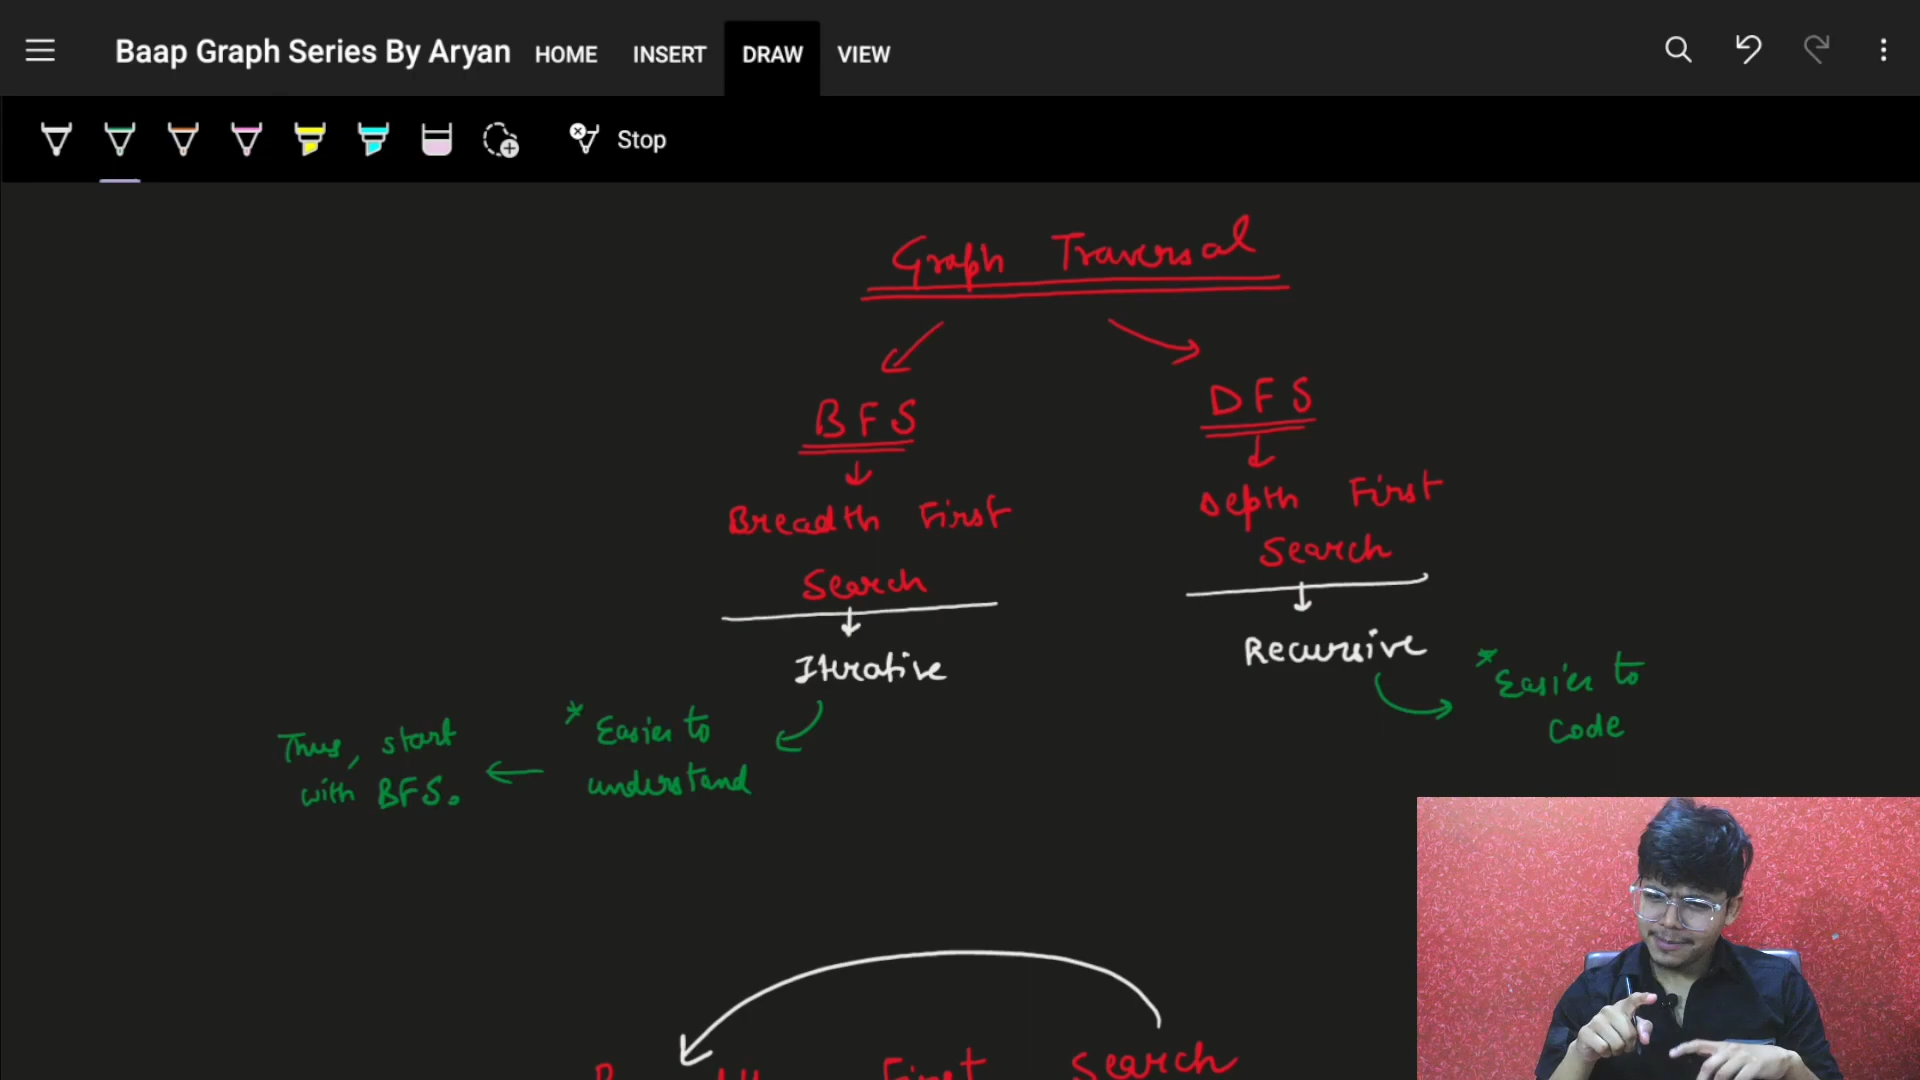 Baap Graph Series By Aryan HOME INSERT DRAW VIEW
Stop
Graph Traversal
BFS
DFS
Breadth First
Search
Depth First
Search
Iterative
Recursive
* Easier to
understand
Thus, start
with BFS.
* Easier to
code
First Search